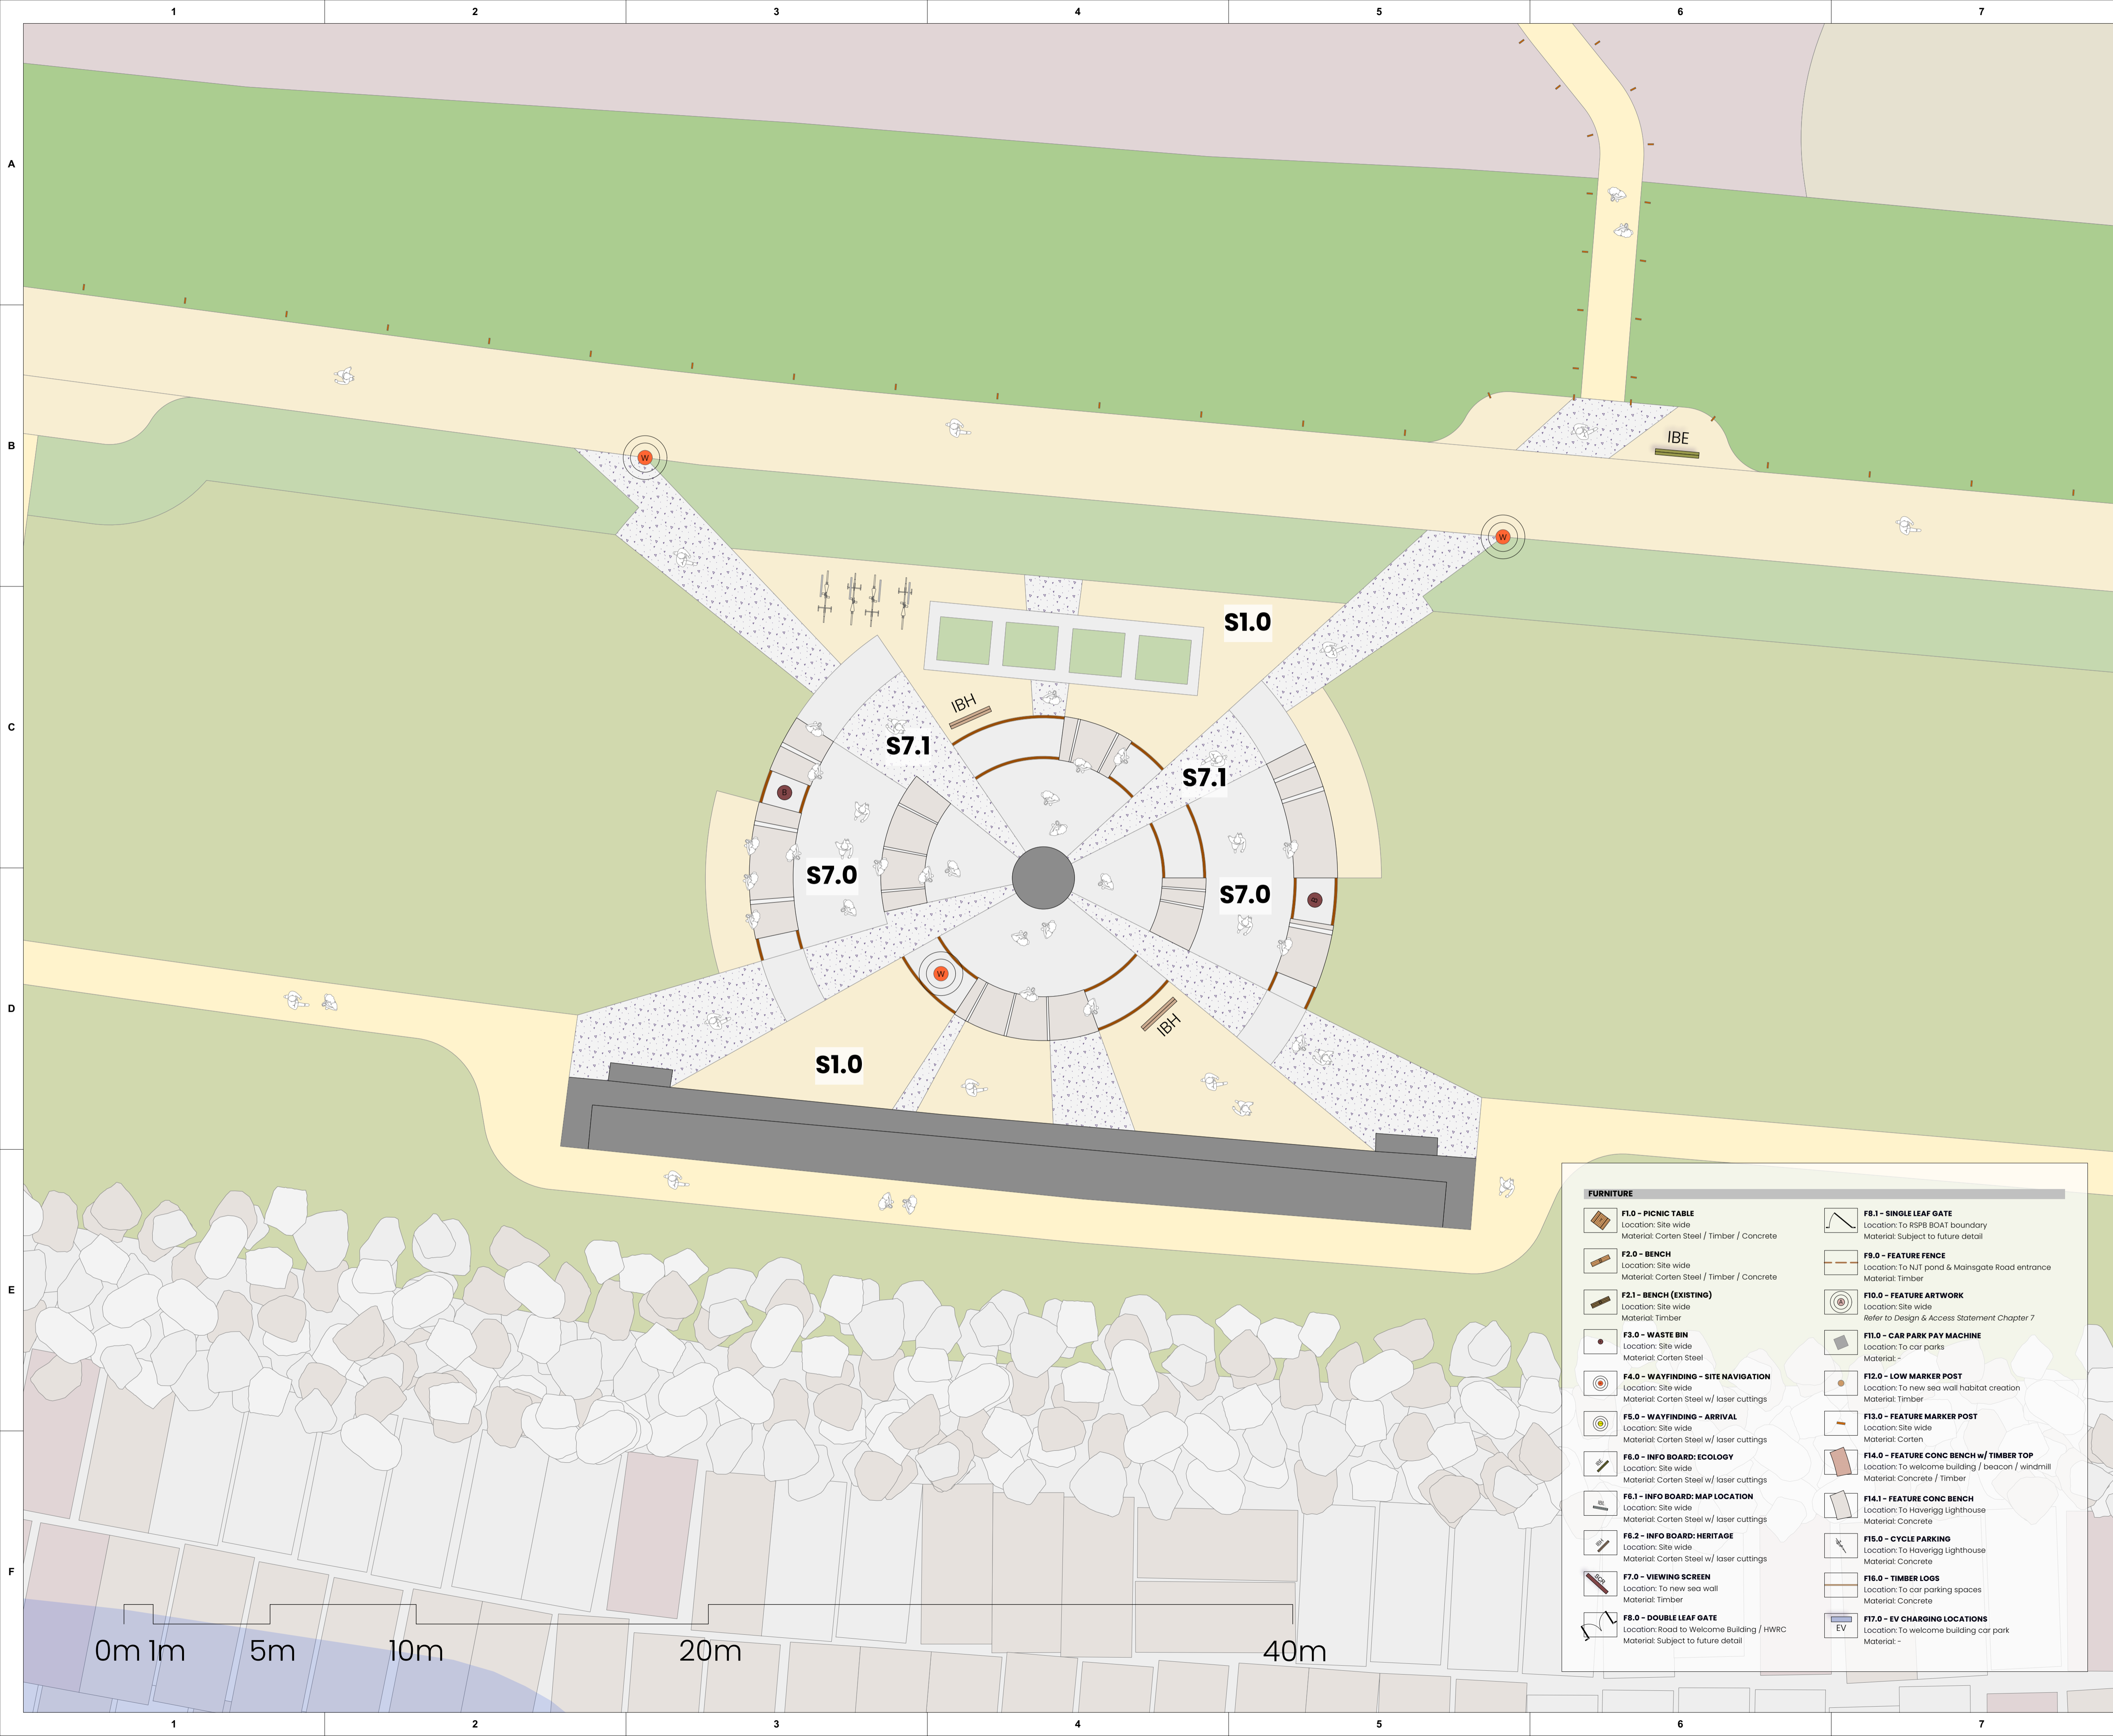 1 2 3 4 5 6 7
A
B
C
D
E
F
W
IBE
W
S1.0
IBH
S7.1
S7.1
B
S7.0
S7.0
B
W
IBH
S1.0
FURNITURE
F1.0 - PICNIC TABLE
Location: Site wide
Material: Corten Steel / Timber / Concrete
F2.0 - BENCH
Location: Site wide
Material: Corten Steel / Timber / Concrete
F2.1 - BENCH (EXISTING)
Location: Site wide
Material: Timber
F3.0 - WASTE BIN
Location: Site wide
Material: Corten Steel
F4.0 - WAYFINDING - SITE NAVIGATION
Location: Site wide
Material: Corten Steel w/ laser cuttings
F5.0 - WAYFINDING - ARRIVAL
Location: Site wide
Material: Corten Steel w/ laser cuttings
F6.0 - INFO BOARD: ECOLOGY
Location: Site wide
Material: Corten Steel w/ laser cuttings
F6.1 - INFO BOARD: MAP LOCATION
Location: Site wide
Material: Corten Steel w/ laser cuttings
F6.2 - INFO BOARD: HERITAGE
Location: Site wide
Material: Corten Steel w/ laser cuttings
F7.0 - VIEWING SCREEN
Location: To new sea wall
Material: Timber
F8.0 - DOUBLE LEAF GATE
Location: Road to Welcome Building / HWRC
Material: Subject to future detail
F8.1 - SINGLE LEAF GATE
Location: To RSPB BOAT boundary
Material: Subject to future detail
F9.0 - FEATURE FENCE
Location: To NJT pond & Mainsgate Road entrance
Material: Timber
F10.0 - FEATURE ARTWORK
Location: Site wide
Refer to Design & Access Statement Chapter 7
F11.0 - CAR PARK PAY MACHINE
Location: To car parks
Material: -
F12.0 - LOW MARKER POST
Location: To new sea wall habitat creation
Material: Timber
F13.0 - FEATURE MARKER POST
Location: Site wide
Material: Corten
F14.0 - FEATURE CONC BENCH w/ TIMBER TOP
Location: To welcome building / beacon / windmill
Material: Concrete / Timber
F14.1 - FEATURE CONC BENCH
Location: To Haverigg Lighthouse
Material: Concrete
F15.0 - CYCLE PARKING
Location: To Haverigg Lighthouse
Material: Concrete
F16.0 - TIMBER LOGS
Location: To car parking spaces
Material: Concrete
EV
F17.0 - EV CHARGING LOCATIONS
Location: To welcome building car park
Material: -
0m 1m 5m 10m 20m 40m
1 2 3 4 5 6 7